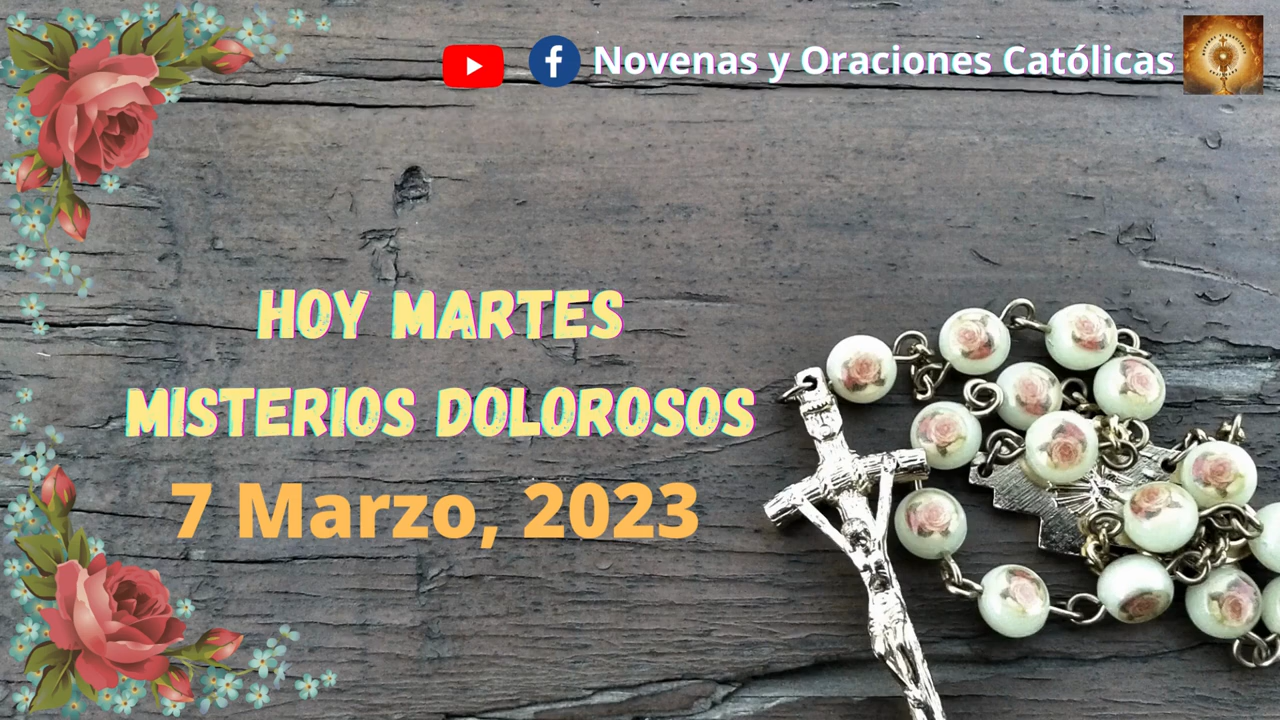 Novenas y Oraciones Católicas
HOY MARTES
MISTERIOS DOLOROSOS
7 Marzo, 2023